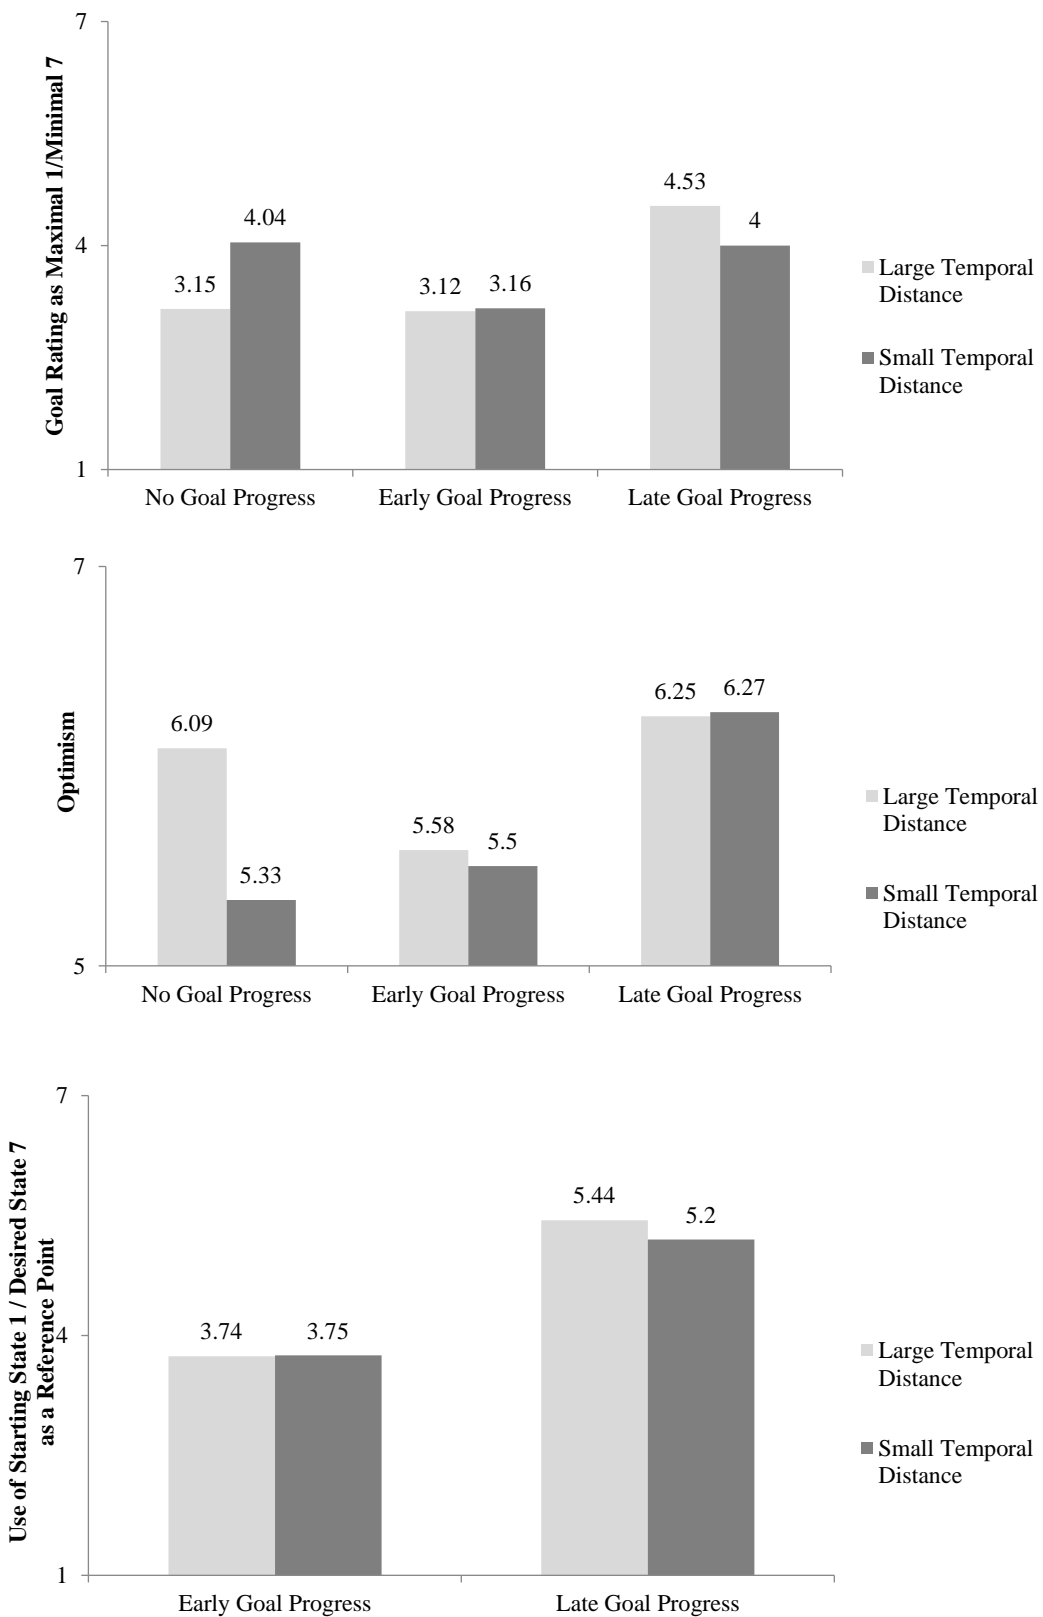 7
Goal Rating as Maximal 1/Minimal 7
4.53
4.04
4
4
3.15
3.12
3.16
Large Temporal
Distance
Small Temporal
Distance
1
No Goal Progress
Early Goal Progress
Late Goal Progress
7
Optimism
6.09
6.25
6.27
5.58
5.5
5.33
Large Temporal
Distance
Small Temporal
Distance
5
No Goal Progress
Early Goal Progress
Late Goal Progress
7
Use of Starting State 1 / Desired State 7
as a Reference Point
5.44
5.2
4
3.74
3.75
Large Temporal
Distance
Small Temporal
Distance
1
Early Goal Progress
Late Goal Progress